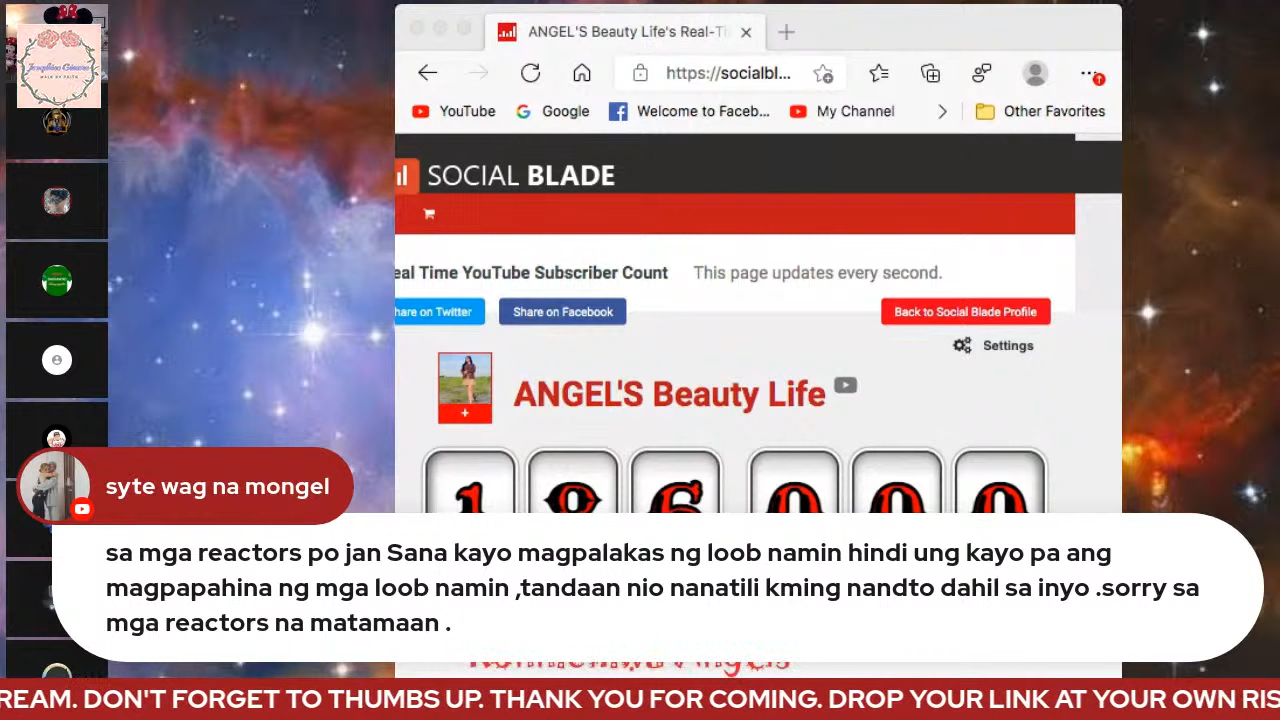 ANGEL'S Beauty Life's Real-Ti
https://socialbl...
YouTube
Google
Welcome to Faceb...
My Channel
Other Favorites
SOCIAL BLADE
eal Time YouTube Subscriber Count
This page updates every second.
hare on Twitter
Share on Facebook
Back to Social Blade Profile
Settings
ANGEL'S Beauty Life
syte wag na mongel
sa mga reactors po jan Sana kayo magpalakas ng loob namin hindi ung kayo pa ang
magpapahina ng mga loob namin ,tandaan nio nanatili kming nandto dahil sa inyo .sorry sa
mga reactors na matamaan .
REAM. DON'T FORGET TO THUMBS UP. THANK YOU FOR COMING. DROP YOUR LINK AT YOUR OWN RIS